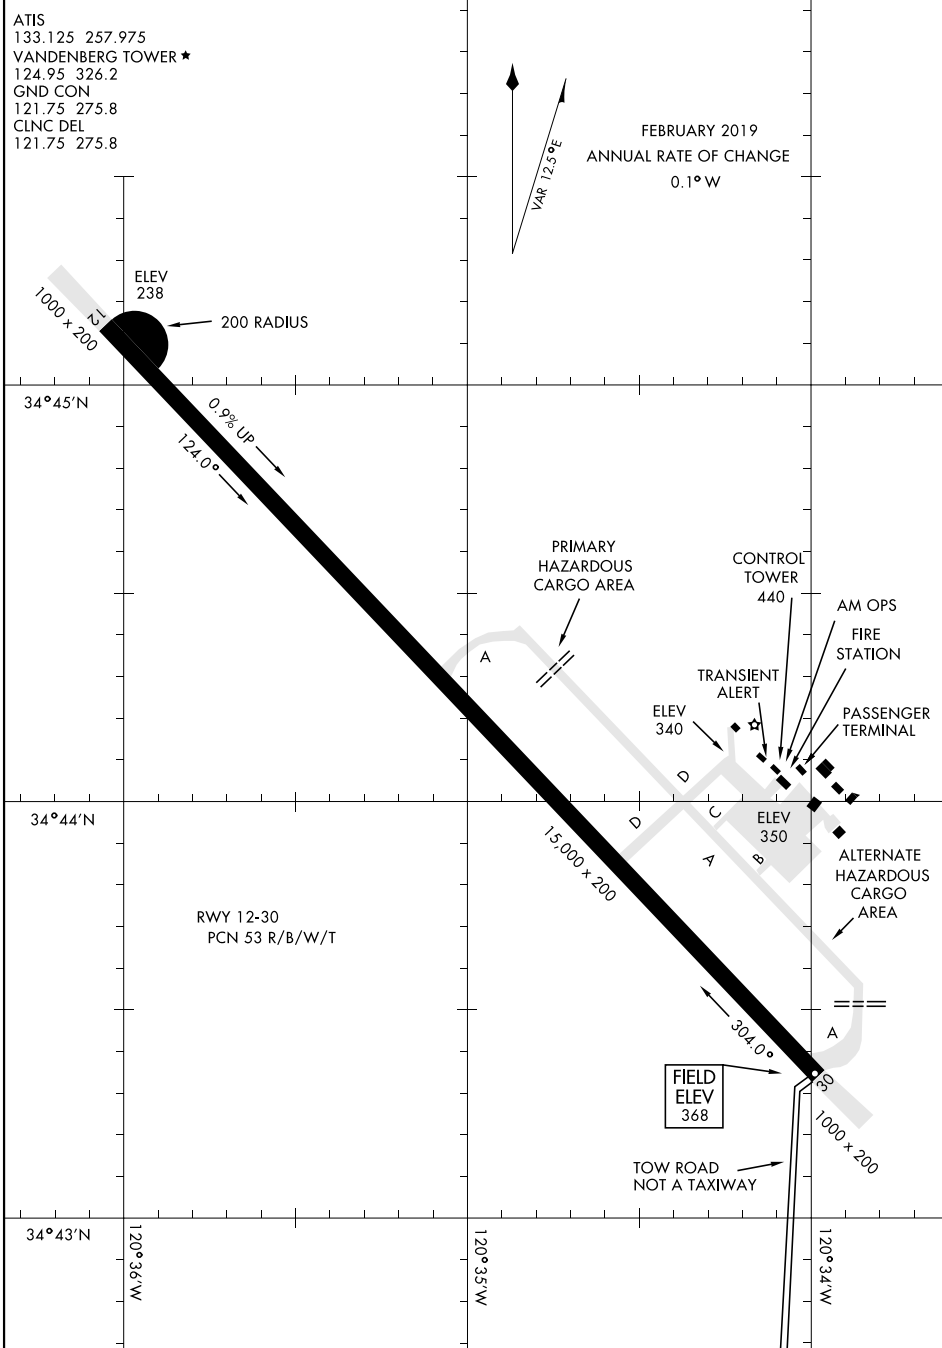 ATIS
133.125 257.975
VANDENBERG TOWER ★
124.95 326.2
GND CON
121.75 275.8
CLNC DEL
121.75 275.8
VAR 12.5°E
FEBRUARY 2019
ANNUAL RATE OF CHANGE
0.1° W
ELEV
238
200 RADIUS
12
1000 x 200
34°45'N
0.9% UP
124.0°
PRIMARY
HAZARDOUS
CARGO AREA
CONTROL
TOWER
440
AM OPS
FIRE
STATION
A
TRANSIENT
ALERT
ELEV
340
PASSENGER
TERMINAL
D
34°44'N
D
C
ELEV
350
A
B
15,000 x 200
ALTERNATE
HAZARDOUS
CARGO
AREA
RWY 12-30
PCN 53 R/B/W/T
304.0°
A
FIELD
ELEV
368
30
1000 x 200
TOW ROAD
NOT A TAXIWAY
34°43'N
120°36'W
120°35'W
120°34'W